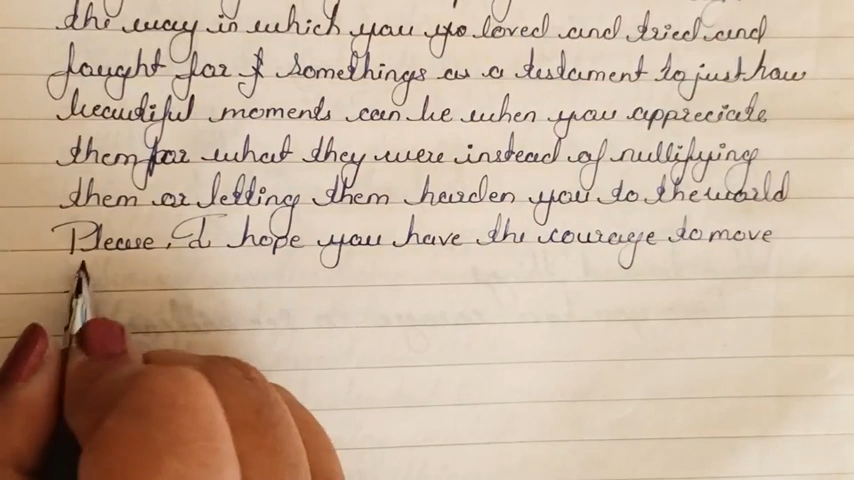 the way in which you yo loved and tried and
fought for f somethings as a testament to just how
beautiful moments can be when you appreciate
them for what they were instead of nullifying
them or letting them harden you to the world
Please, I hope you have the courage to move